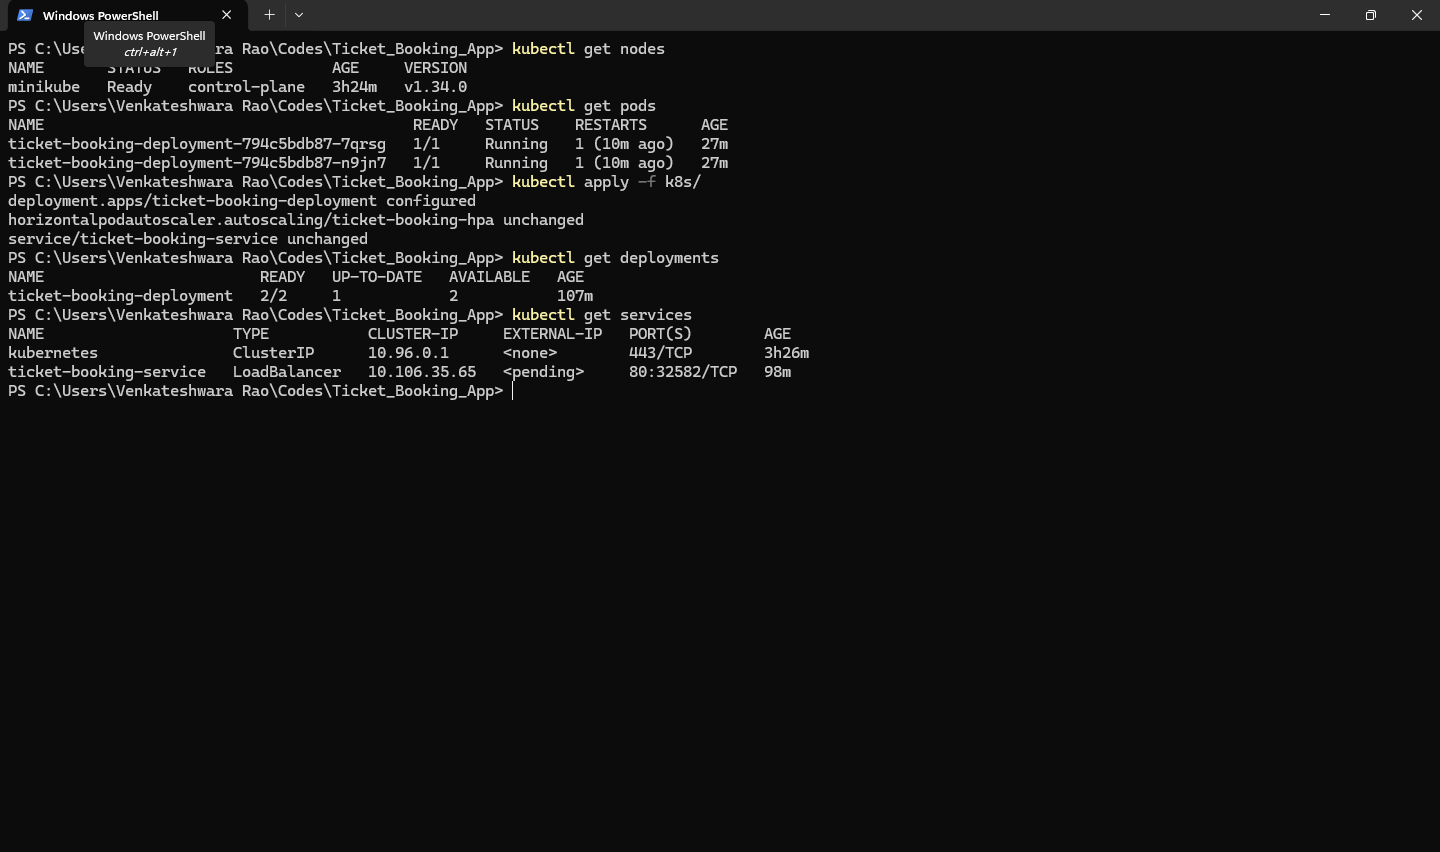 Windows PowerShell
Windows PowerShell
ctrl+alt+1
PS C:\Use ra Rao\Codes\Ticket_Booking_App> kubectl get nodes
NAME STATUS ROLES AGE VERSION
minikube Ready control-plane 3h24m v1.34.0
PS C:\Users\Venkateshwara Rao\Codes\Ticket_Booking_App> kubectl get pods
NAME READY STATUS RESTARTS AGE
ticket-booking-deployment-794c5bdb87-7qrsg 1/1 Running 1 (10m ago) 27m
ticket-booking-deployment-794c5bdb87-n9jn7 1/1 Running 1 (10m ago) 27m
PS C:\Users\Venkateshwara Rao\Codes\Ticket_Booking_App> kubectl apply -f k8s/
deployment.apps/ticket-booking-deployment configured
horizontalpodautoscaler.autoscaling/ticket-booking-hpa unchanged
service/ticket-booking-service unchanged
PS C:\Users\Venkateshwara Rao\Codes\Ticket_Booking_App> kubectl get deployments
NAME READY UP-TO-DATE AVAILABLE AGE
ticket-booking-deployment 2/2 1 2 107m
PS C:\Users\Venkateshwara Rao\Codes\Ticket_Booking_App> kubectl get services
NAME TYPE CLUSTER-IP EXTERNAL-IP PORT(S) AGE
kubernetes ClusterIP 10.96.0.1 <none> 443/TCP 3h26m
ticket-booking-service LoadBalancer 10.106.35.65 <pending> 80:32582/TCP 98m
PS C:\Users\Venkateshwara Rao\Codes\Ticket_Booking_App>